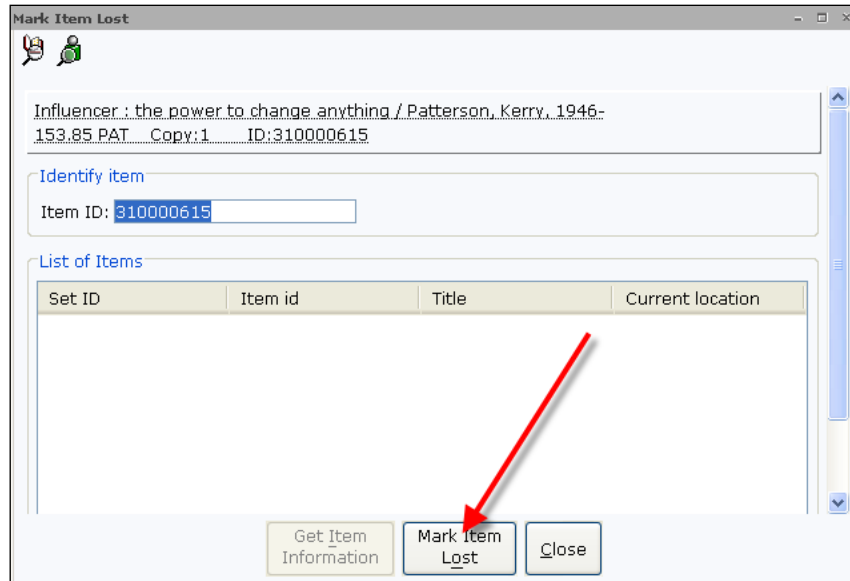 Mark Item Lost
Influencer : the power to change anything / Patterson, Kerry, 1946-
153.85 PAT Copy:1 ID:310000615
Identify item
Item ID: 310000615
List of Items
Set ID Item id Title Current location
Get Item
Information
Mark Item
Lost
Close